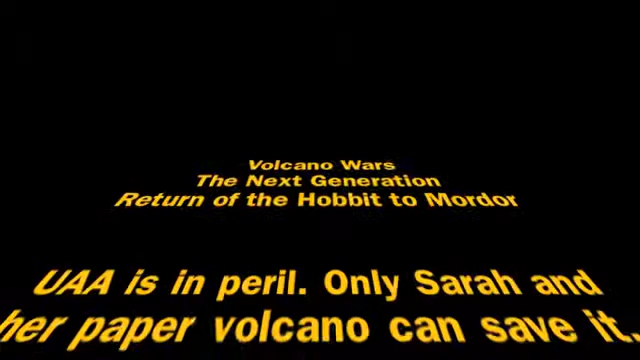 Volcano Wars
The Next Generation
Return of the Hobbit to Mordor
UAA is in peril. Only Sarah and
her paper volcano can save it.